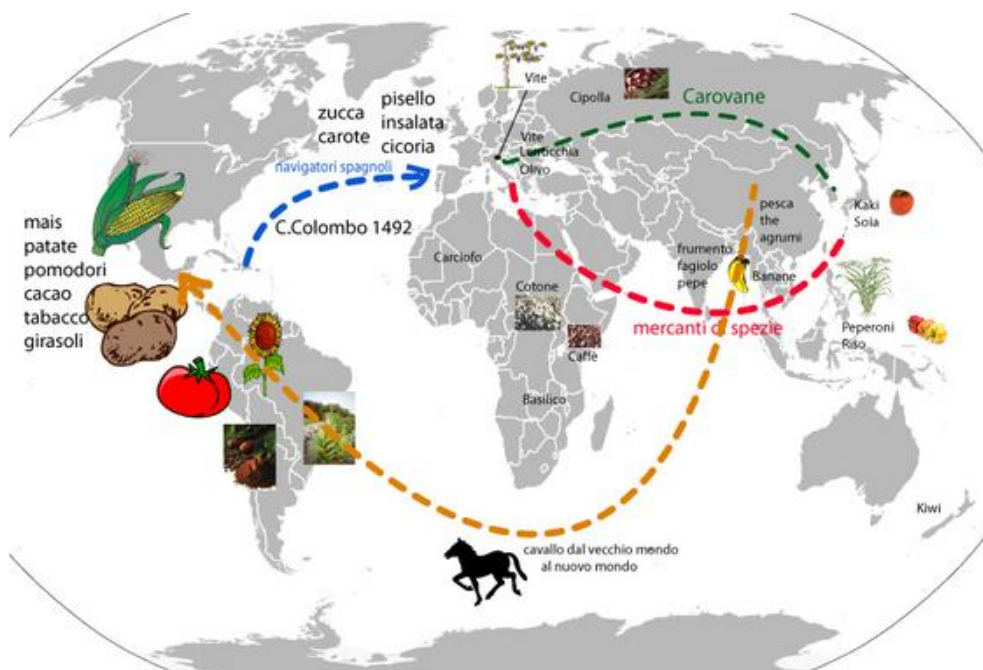 Vite
Cipolla
Carovane
zucca
carote
pisello
insalata
cicoria
Vite
Lenticchia
Olivo
navigatori spagnoli
C.Colombo 1492
mais
patate
pomodori
cacao
tabacco
girasoli
Carciofo
Cotone
Caffè
Basilico
pesca
the
agrumi
frumento
fagiolo
pepe
Banane
Kaki
Soia
mercanti di spezie
Peperoni
Riso
Kiwi
cavallo dal vecchio mondo
al nuovo mondo